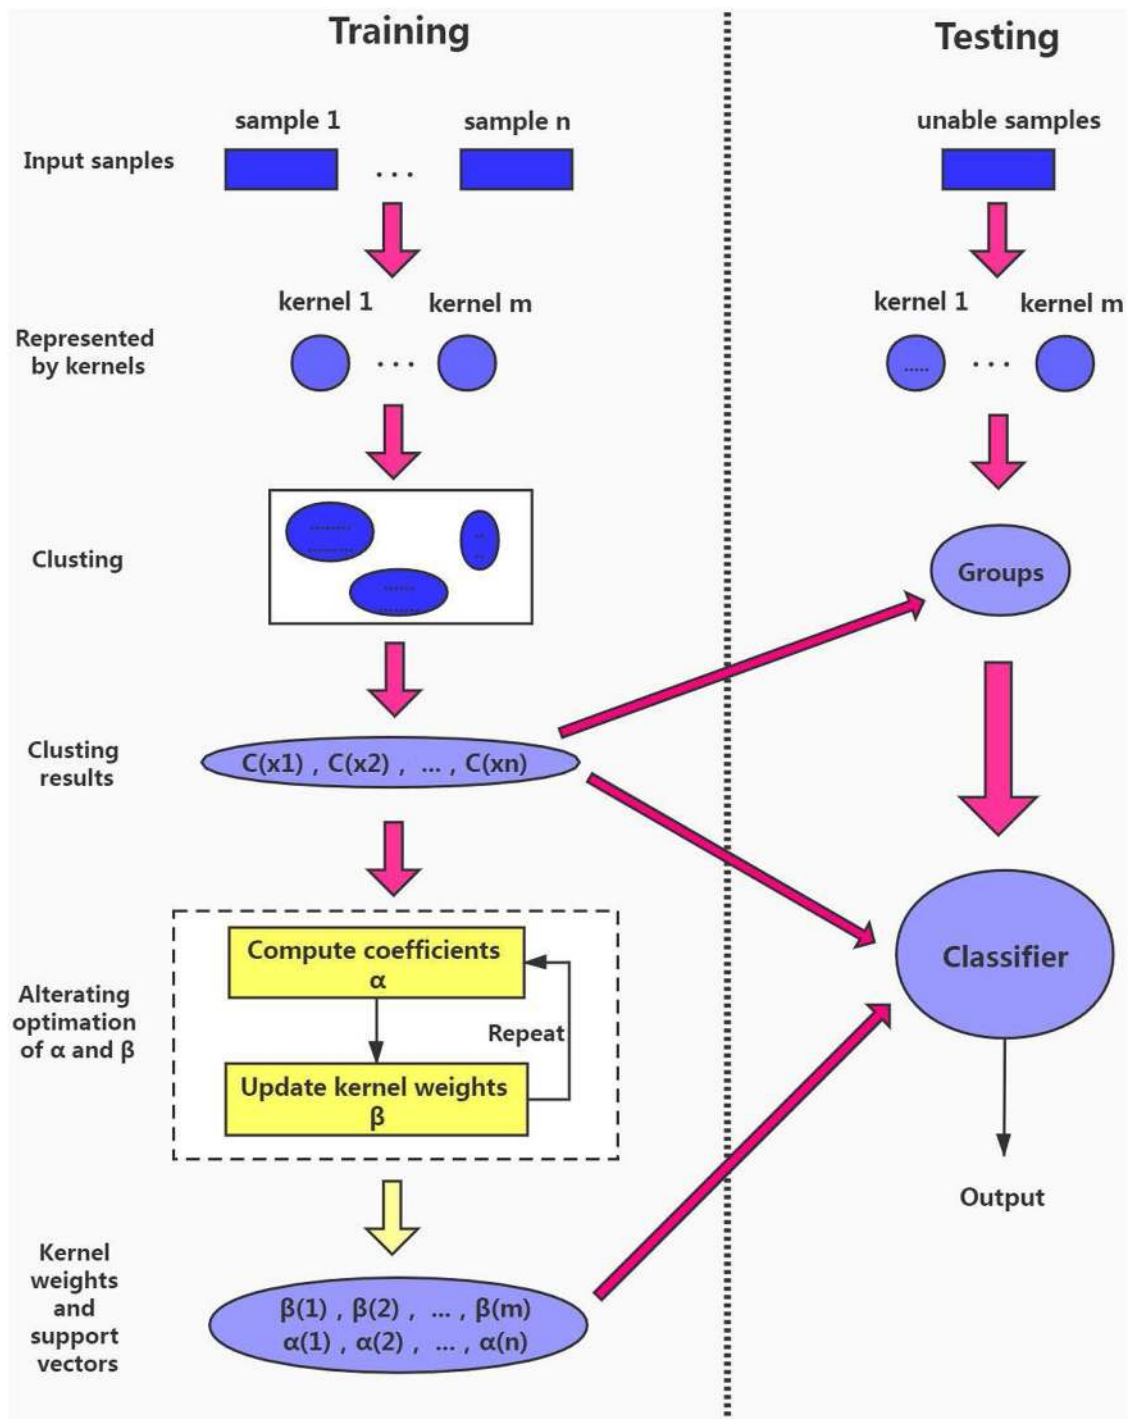 Training
Testing
sample 1
sample n
unable samples
Input sanples
...
kernel 1
kernel m
kernel 1
kernel m
Represented
by kernels
...
.....
...
Clusting
Groups
Clusting
results
C(x1) , C(x2) , ... , C(xn)
Compute coefficients
α
Classifier
Alterating
optimation
of α and β
Repeat
Update kernel weights
β
Output
Kernel
weights
and
support
vectors
β(1) , β(2) , ... , β(m)
α(1) , α(2) , ... , α(n)